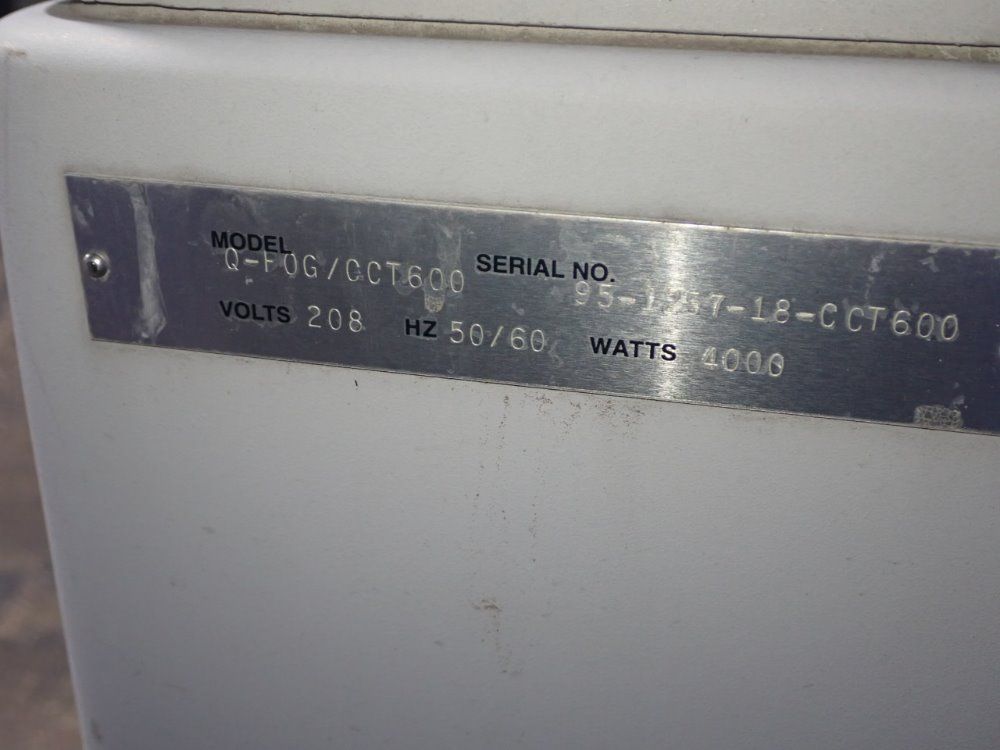 MODEL Q-FOG/CCT600 SERIAL NO.
VOLTS 208 HZ 50/60 WATTS 4000